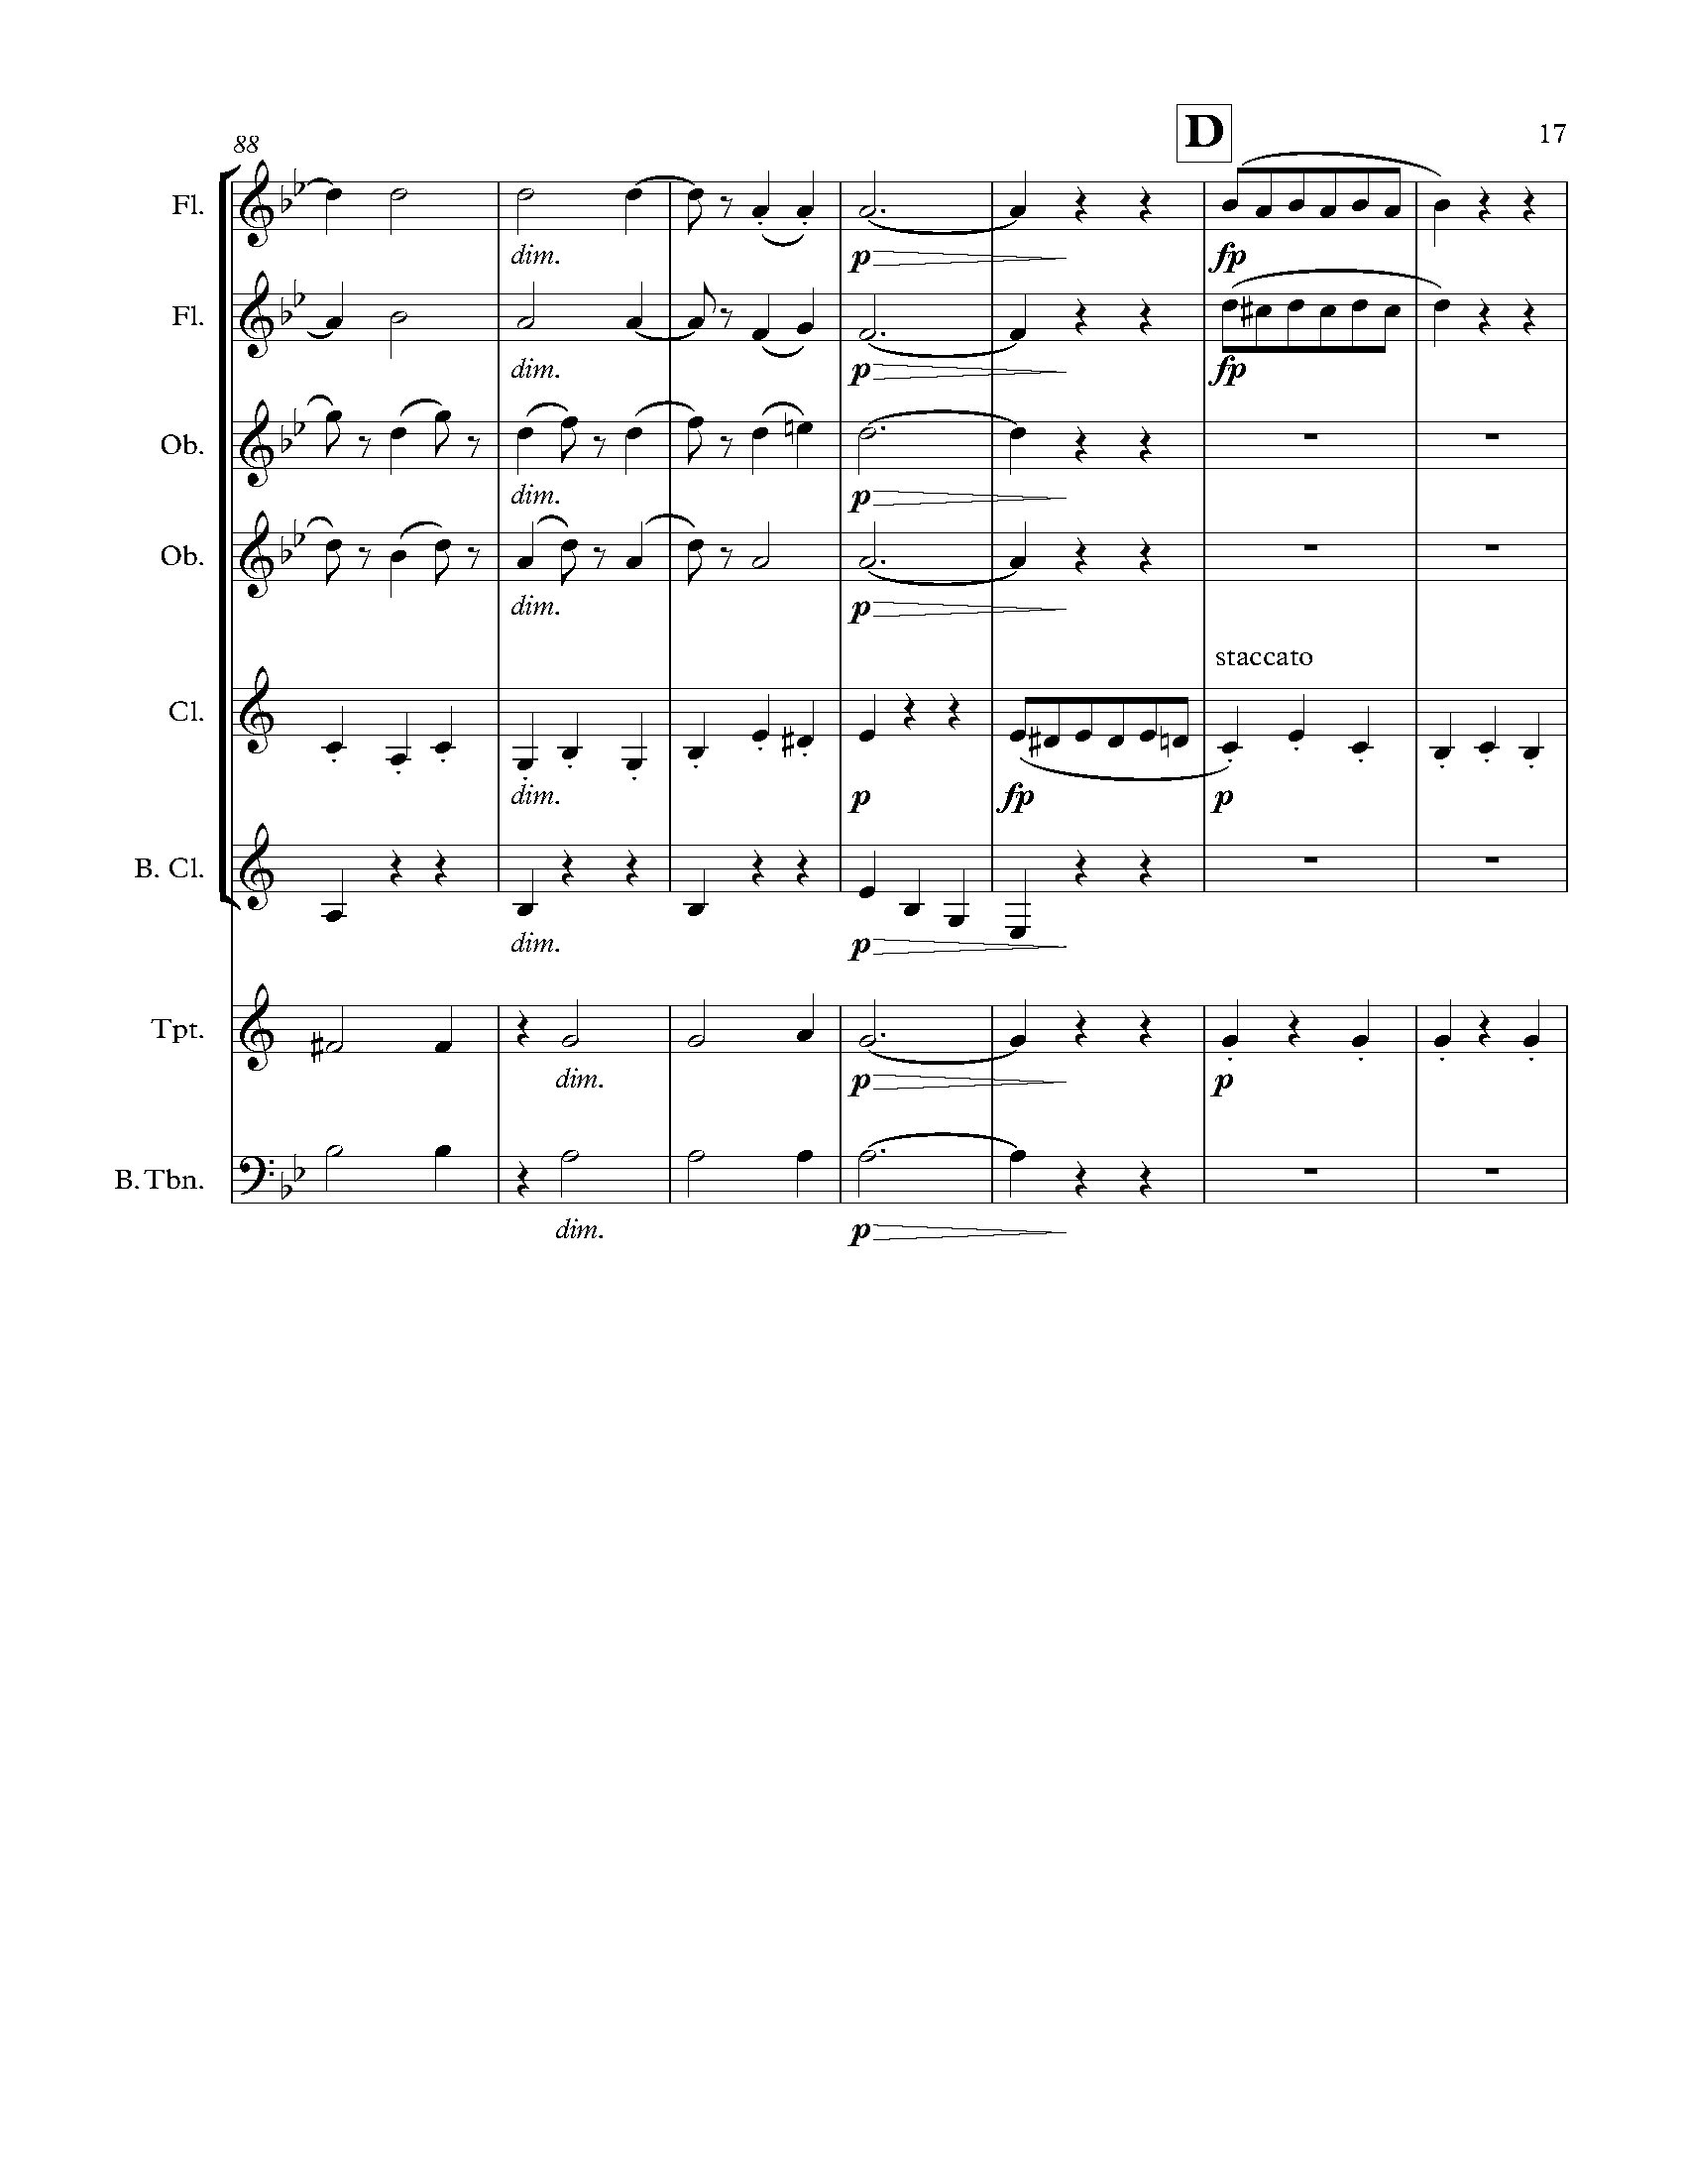 D
17
88
Fl.
dim.
p
fp
Fl.
dim.
p
fp
Ob.
dim.
p
Ob.
dim.
p
staccato
Cl.
dim.
p
fp
p
B. Cl.
dim.
p
Tpt.
dim.
p
p
B. Tbn.
dim.
p